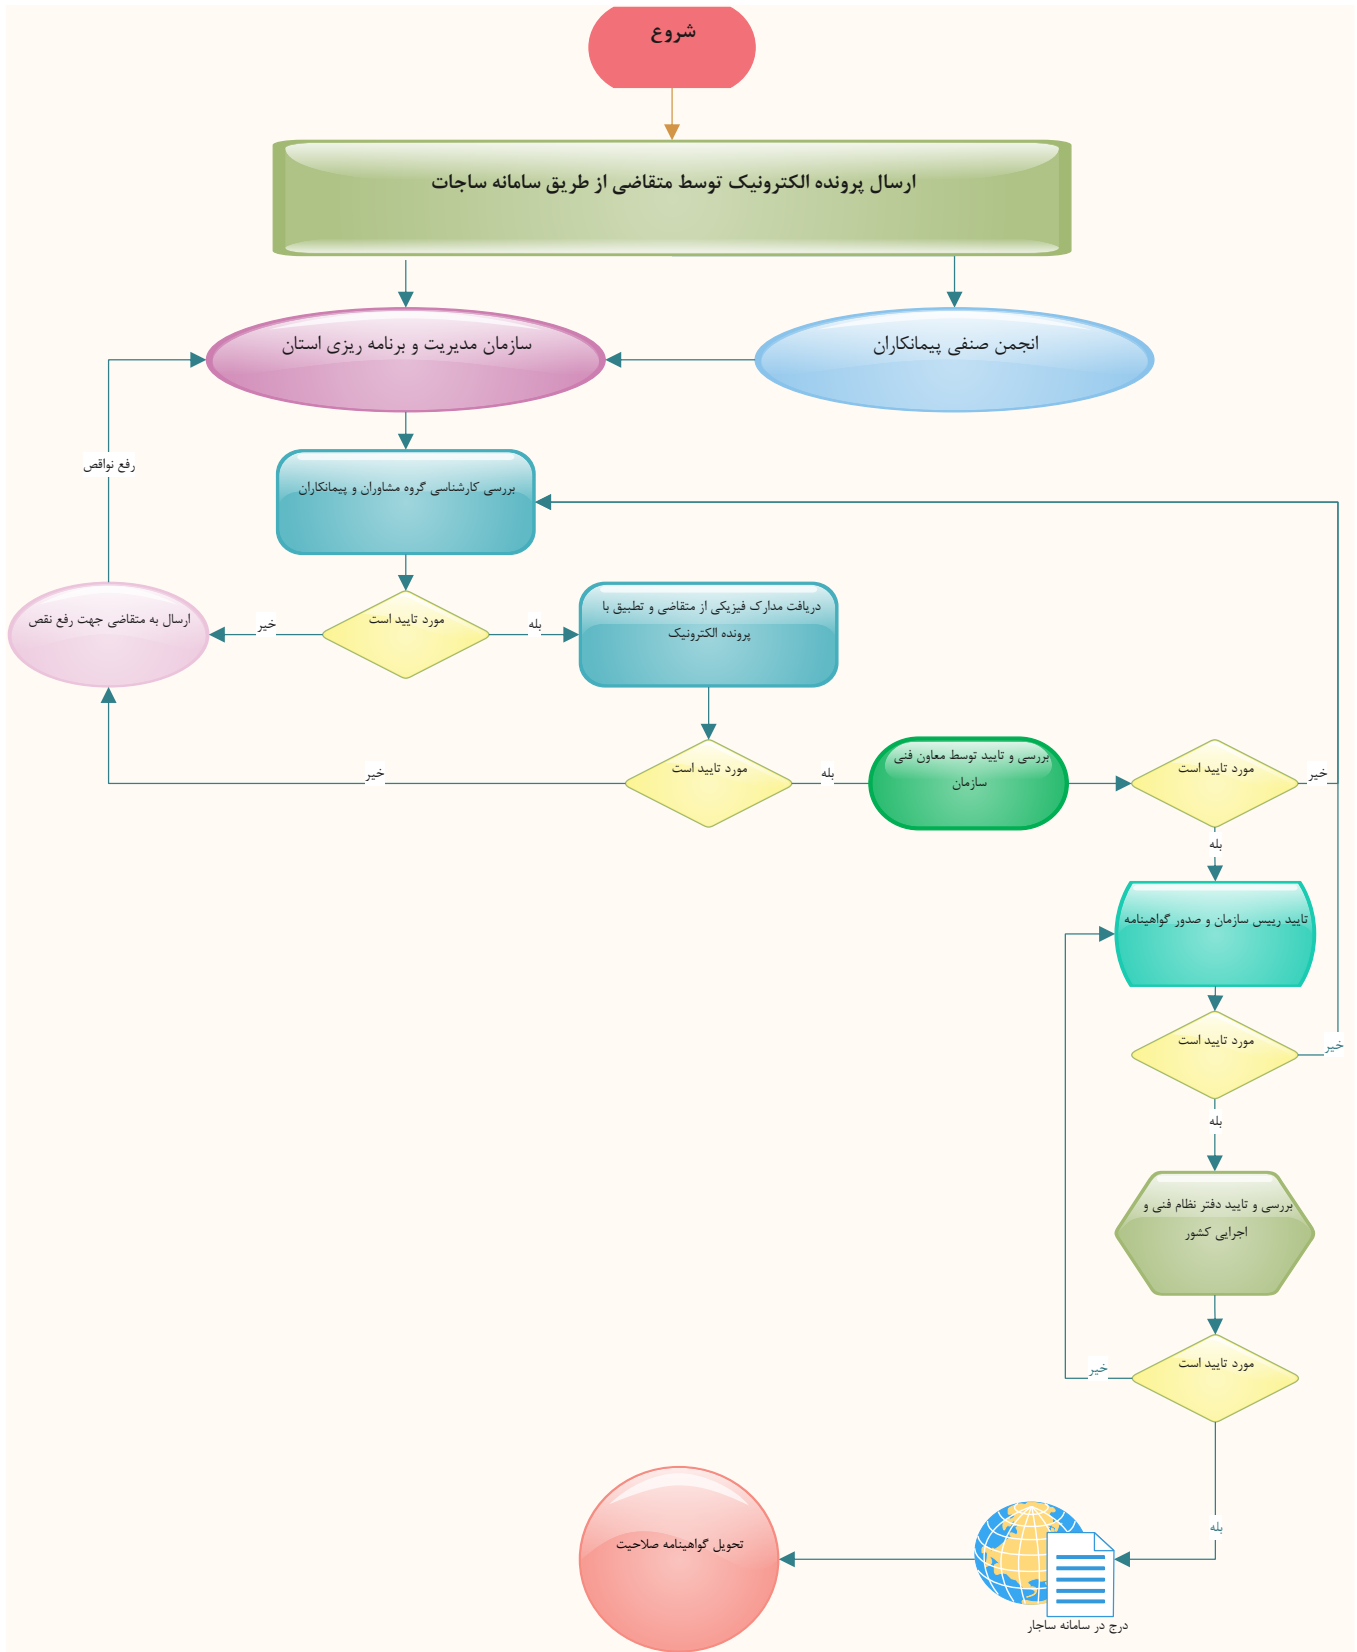 شروع
ارسال پرونده الکترونیک توسط متقاضی از طریق سامانه ساجات
انجمن صنفی پیمانکاران
سازمان مدیریت و برنامه ریزی استان
رفع نواقص
بررسی کارشناسی گروه مشاوران و پیمانکاران
دریافت مدارک فیزیکی از متقاضی و تطبیق با
پرونده الکترونیک
بله
مورد تایید است
خیر
ارسال به متقاضی جهت رفع نقص
خیر
مورد تایید است
بله
بررسی و تایید توسط معاون فنی
سازمان
مورد تایید است
خیر
بله
تایید رییس سازمان و صدور گواهینامه
مورد تایید است
خیر
بله
بررسی و تایید دفتر نظام فنی و
اجرایی کشور
مورد تایید است
خیر
بله
درج در سامانه ساجار
تحویل گواهینامه صلاحیت